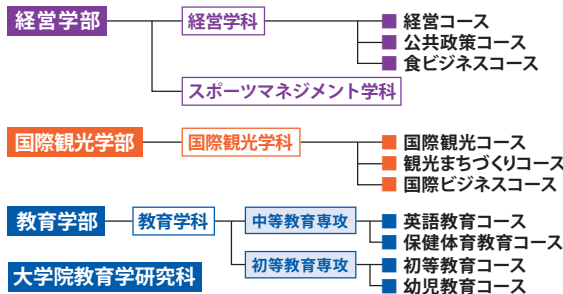 経営学部
経営学科
経営コース
公共政策コース
食ビジネスコース
スポーツマネジメント学科
国際観光学部
国際観光学科
国際観光コース
観光まちづくりコース
国際ビジネスコース
教育学部
教育学科
中等教育専攻
英語教育コース
保健体育教育コース
初等教育専攻
初等教育コース
幼児教育コース
大学院教育学研究科